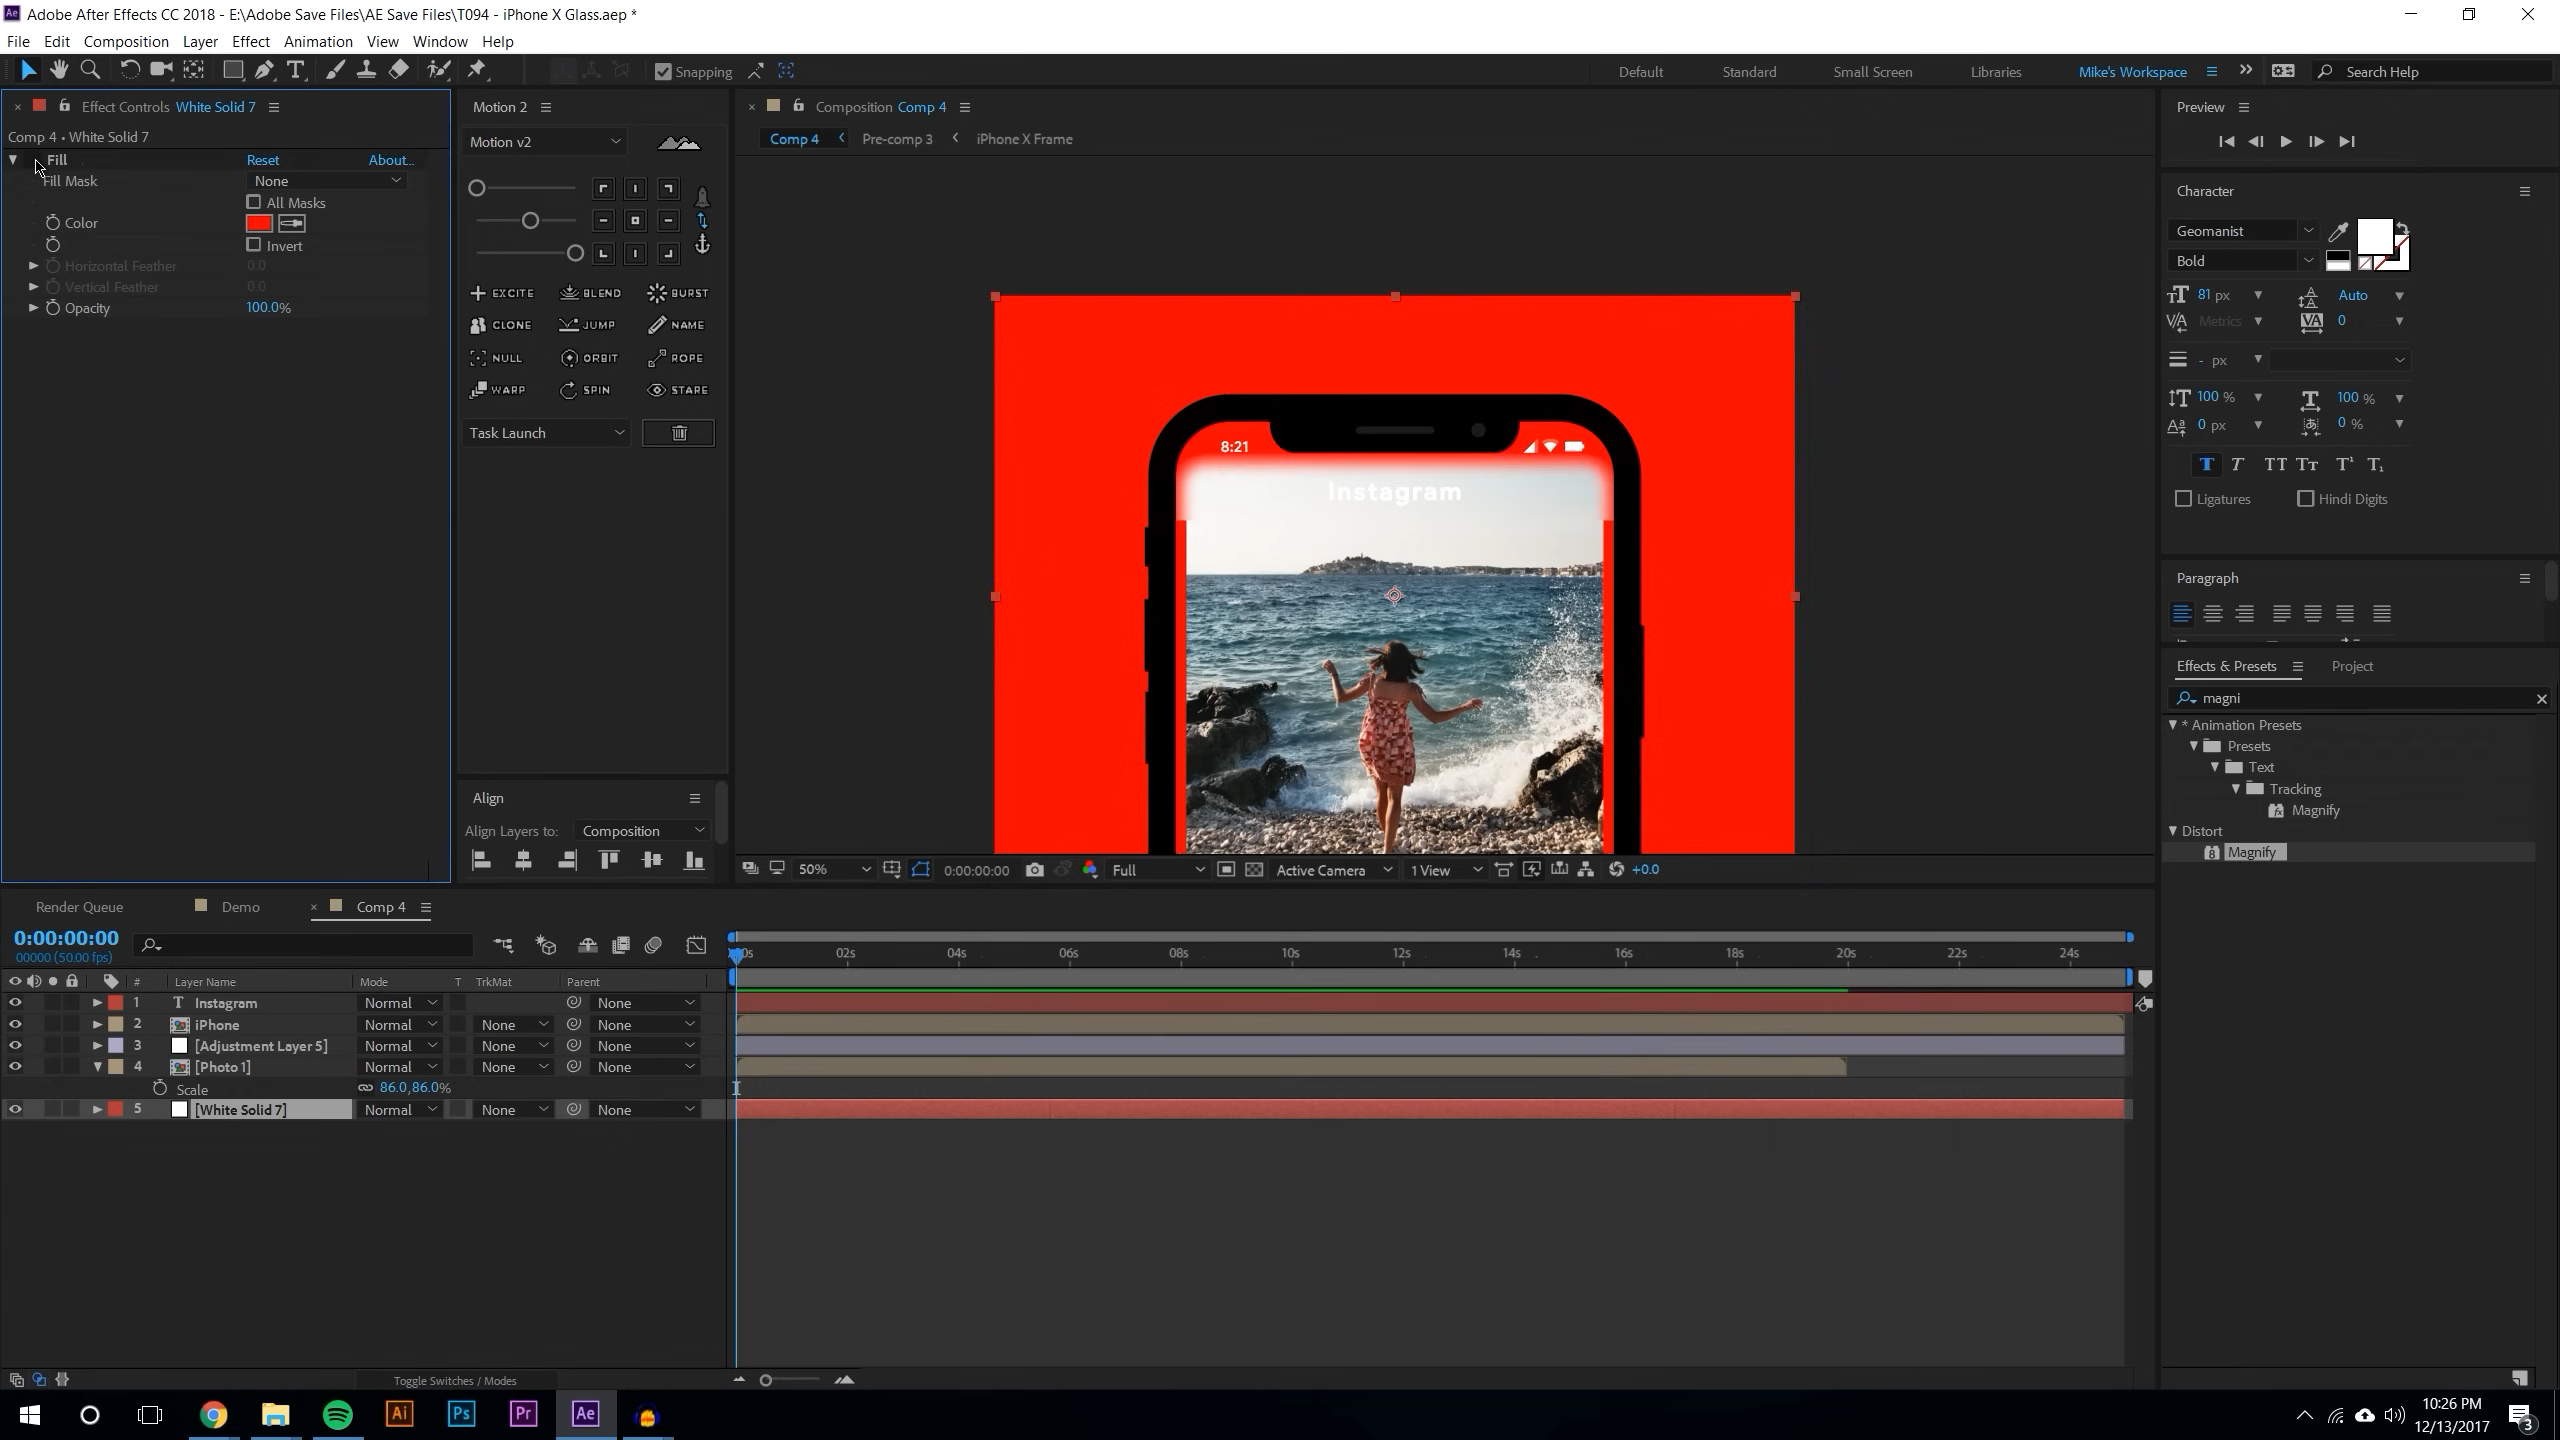 Adobe After Effects CC 2018 - E:\Adobe Save Files\AE Save Files\T094 - iPhone X Glass.aep *
File Edit Composition Layer Effect Animation View Window Help
Snapping
Default Standard Small Screen Libraries Mike's Workspace Search Help
Effect Controls White Solid 7
Comp 4 • White Solid 7
Fill Reset About...
Fill Mask None
All Masks
Color
Invert
Horizontal Feather 0.0
Vertical Feather 0.0
Opacity 100.0%
Motion 2
Motion v2
EXCITE BLEND BURST
CLONE JUMP NAME
NULL ORBIT ROPE
WARP SPIN STARE
Task Launch
Align
Align Layers to: Composition
Composition Comp 4
Comp 4 Pre-comp 3 iPhone X Frame
8:21
Instagram
50% 0:00:00:00 Full Active Camera 1 View +0.0
Preview
Character
Geomanist
Bold
81 px Auto
Metrics 0
- px
100 % 100 %
0 px 0 %
T T TT Tt T¹ T₁
Ligatures Hindi Digits
Paragraph
Effects & Presets Project
magni
* Animation Presets
Presets
Text
Tracking
Magnify
Distort
Magnify
Render Queue Demo Comp 4
0:00:00:00
00000 (50.00 fps)
02s 04s 06s 08s 10s 12s 14s 16s 18s 20s 22s 24s
# Layer Name Mode T TrkMat Parent
1 T Instagram Normal None
2 iPhone Normal None None
3 [Adjustment Layer 5] Normal None None
4 [Photo 1] Normal None None
Scale 86.0,86.0%
5 [White Solid 7] Normal None None
Toggle Switches / Modes
Ai Ps Pr Ae
10:26 PM
12/13/2017
3